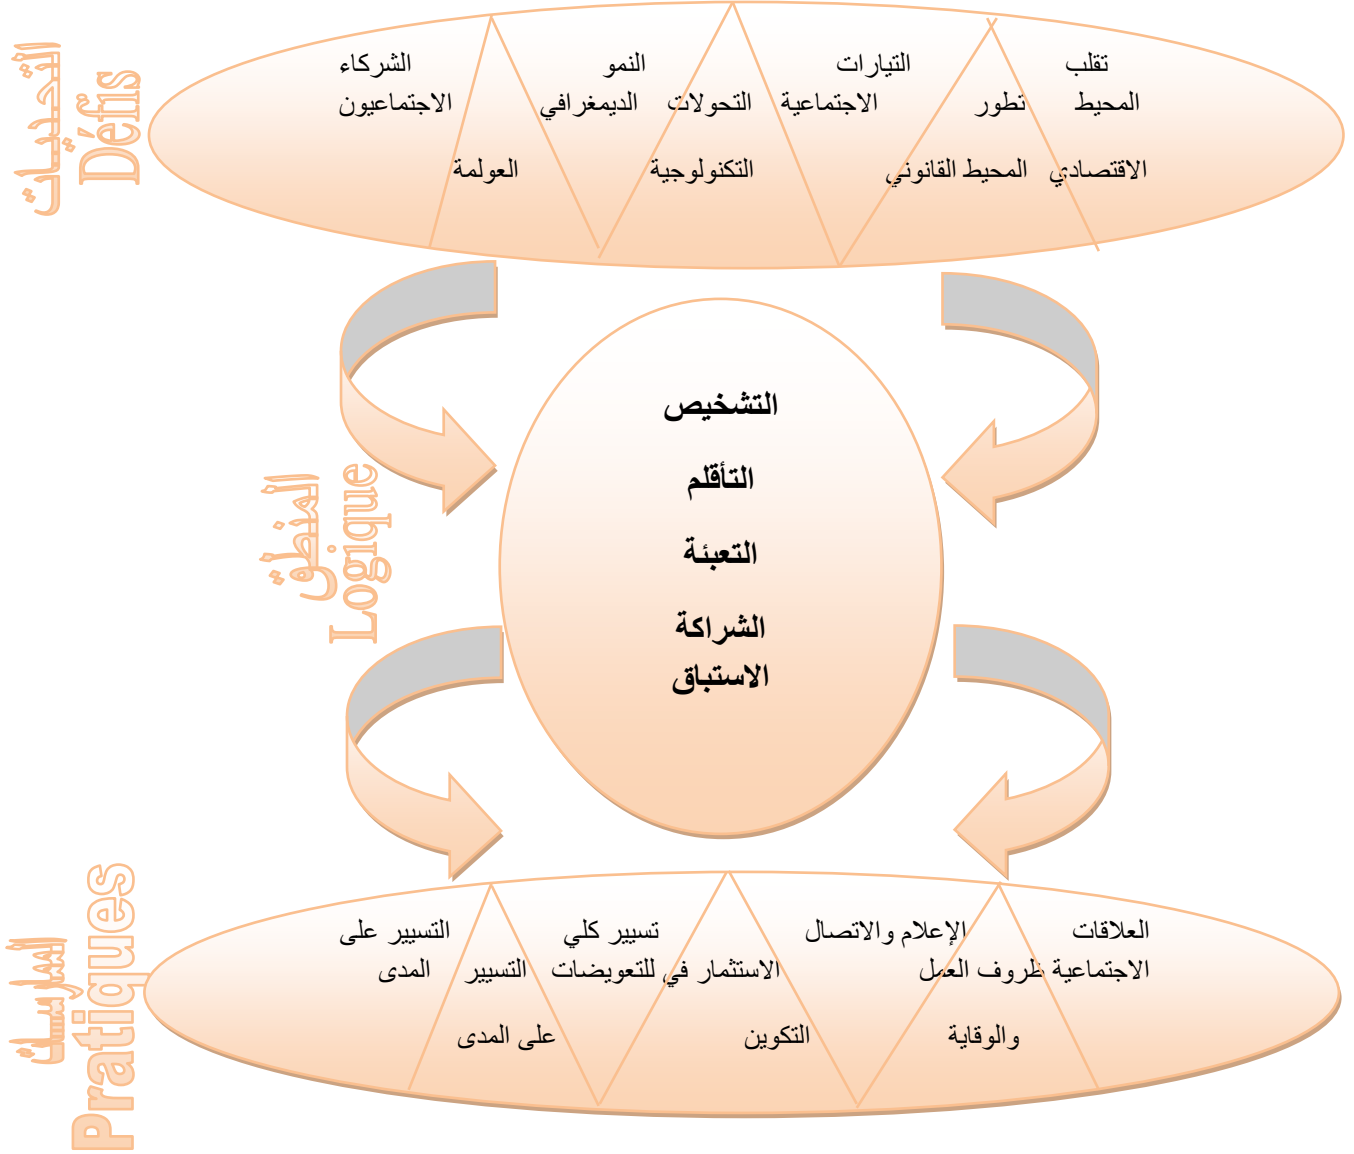 التحديات
Défis
تقلب التيارات النمو الشركاء
المحيط تطور الاجتماعية التحولات الديمغرافي الاجتماعيون
الاقتصادي المحيط القانوني التكنولوجية العولمة
المنطق
Logique
التشخيص
التأقلم
التعبئة
الشراكة
الاستباق
Pratiques
العلاقات الإعلام والاتصال تسيير كلي التسيير على
الاجتماعية ظروف العمل الاستثمار في للتعويضات التسيير المدى
والوقاية التكوين على المدى